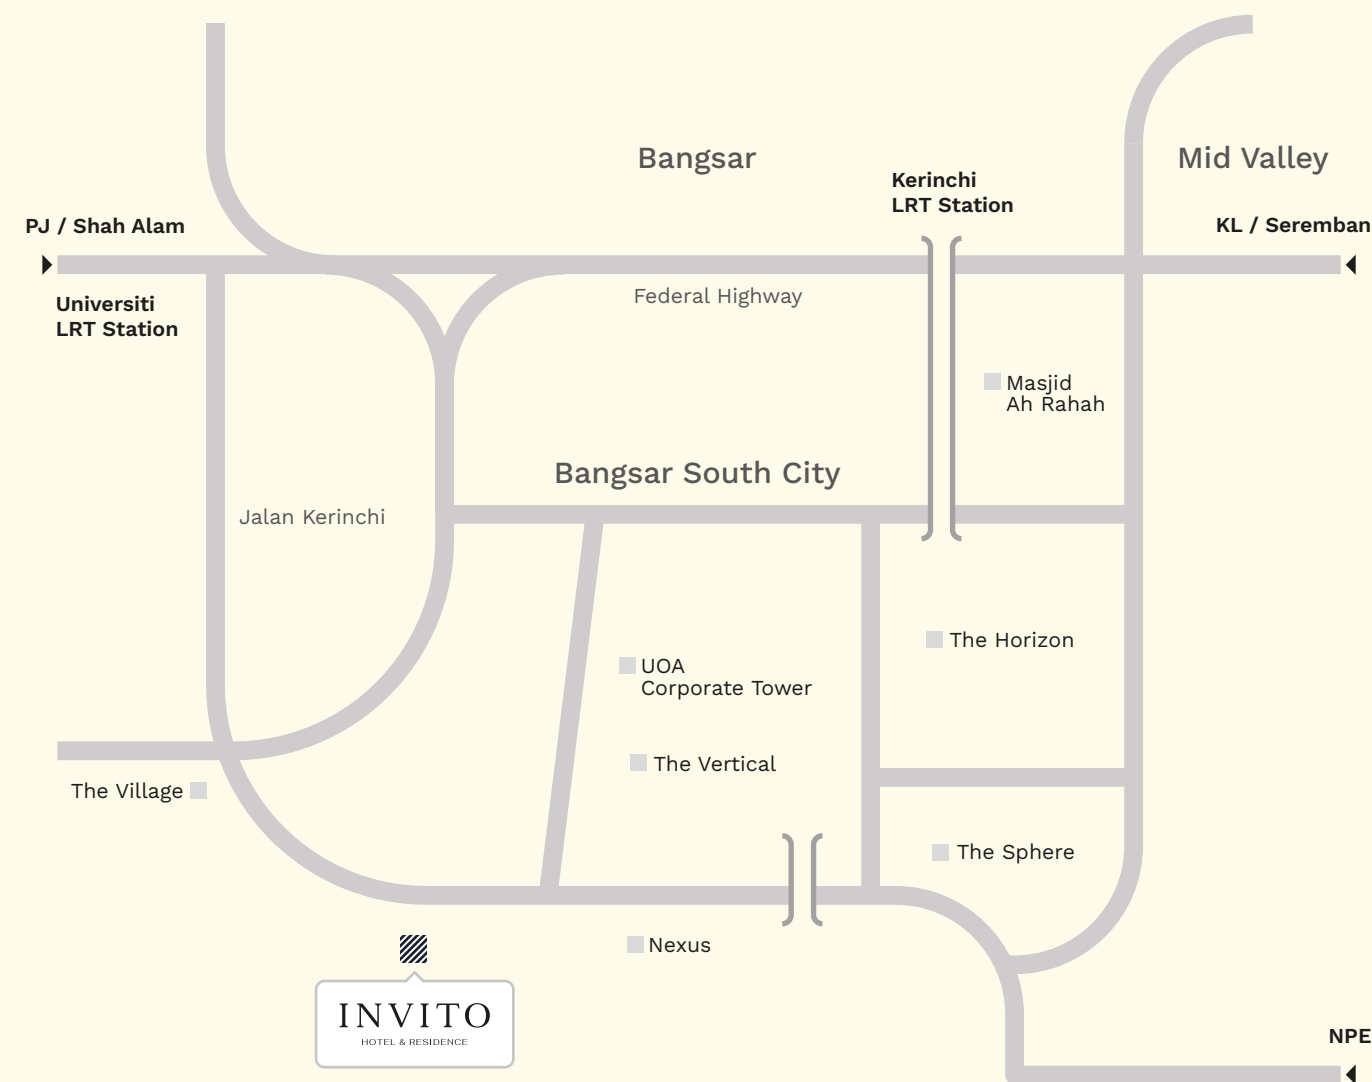 Bangsar
Mid Valley
Kerinchi
LRT Station
PJ / Shah Alam
KL / Seremban
Universiti
LRT Station
Federal Highway
Masjid
Ah Rahah
Bangsar South City
Jalan Kerinchi
The Horizon
UOA
Corporate Tower
The Vertical
The Village
The Sphere
Nexus
INVITO
HOTEL & RESIDENCE
NPE